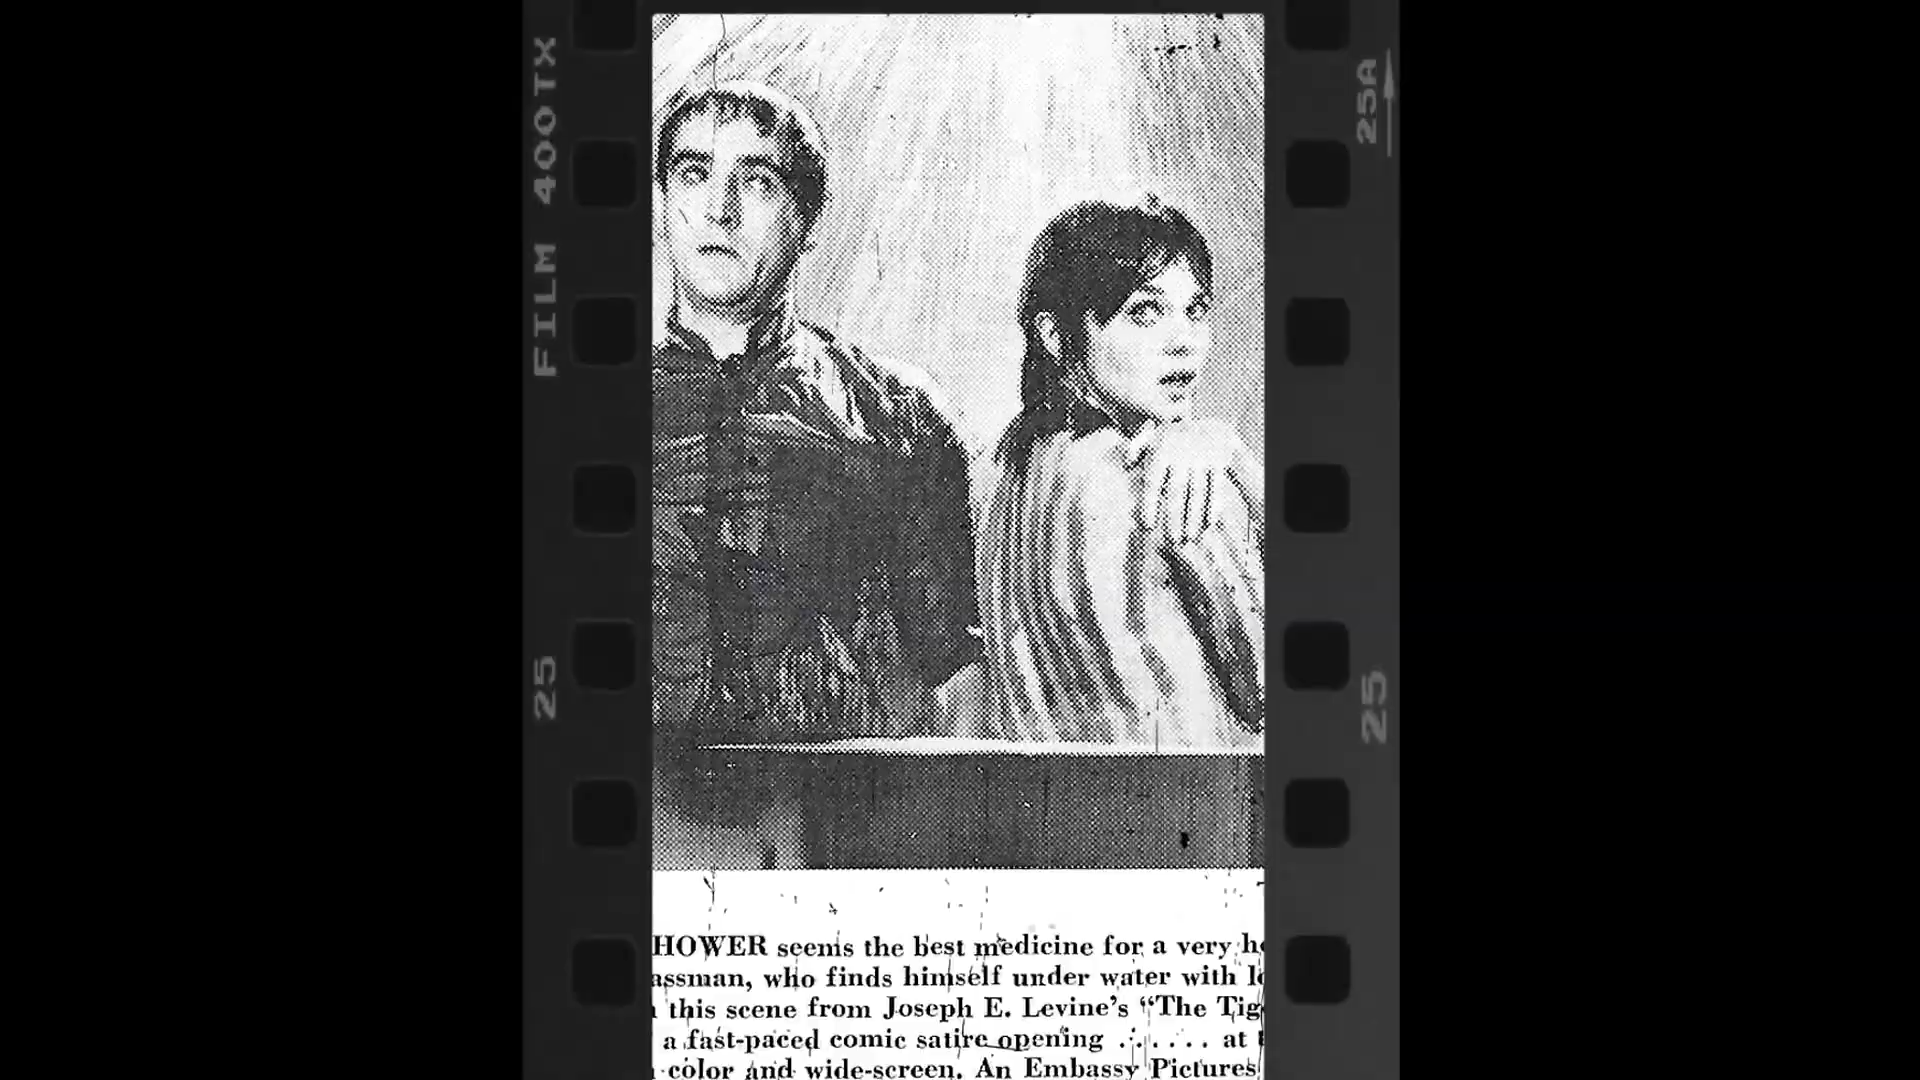 FILM 400TX
25
25A
25
HOWER seems the best medicine for a very
assman, who finds himself under water with
this scene from Joseph E. Levine's “The Tig
a fast-paced comic satire opening . . . . . . at
color and wide-screen. An Embassy Pictures